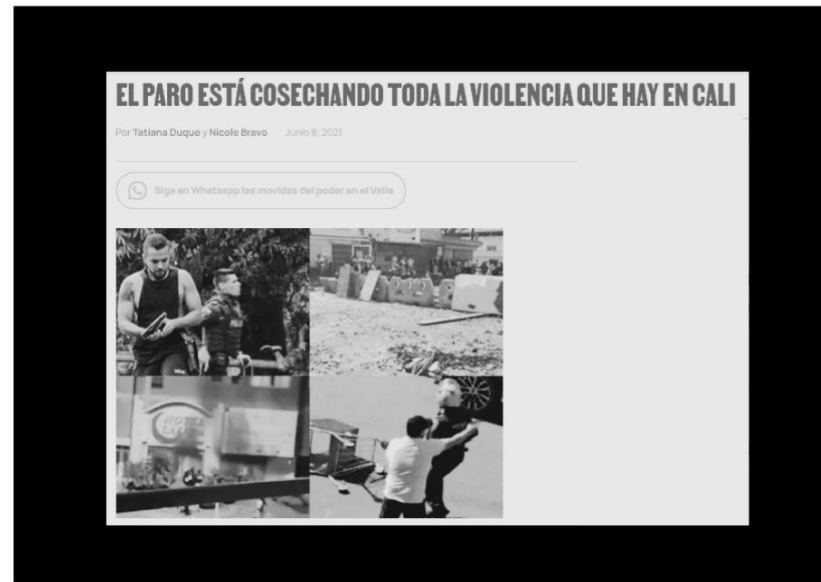 EL PARO ESTÁ COSECHANDO TODA LA VIOLENCIA QUE HAY EN CALI
Por Tatiana Duque y Nicole Bravo Junio 8, 2021
Siga en Whatsapp las movidas del poder en el Valle
HOTEL